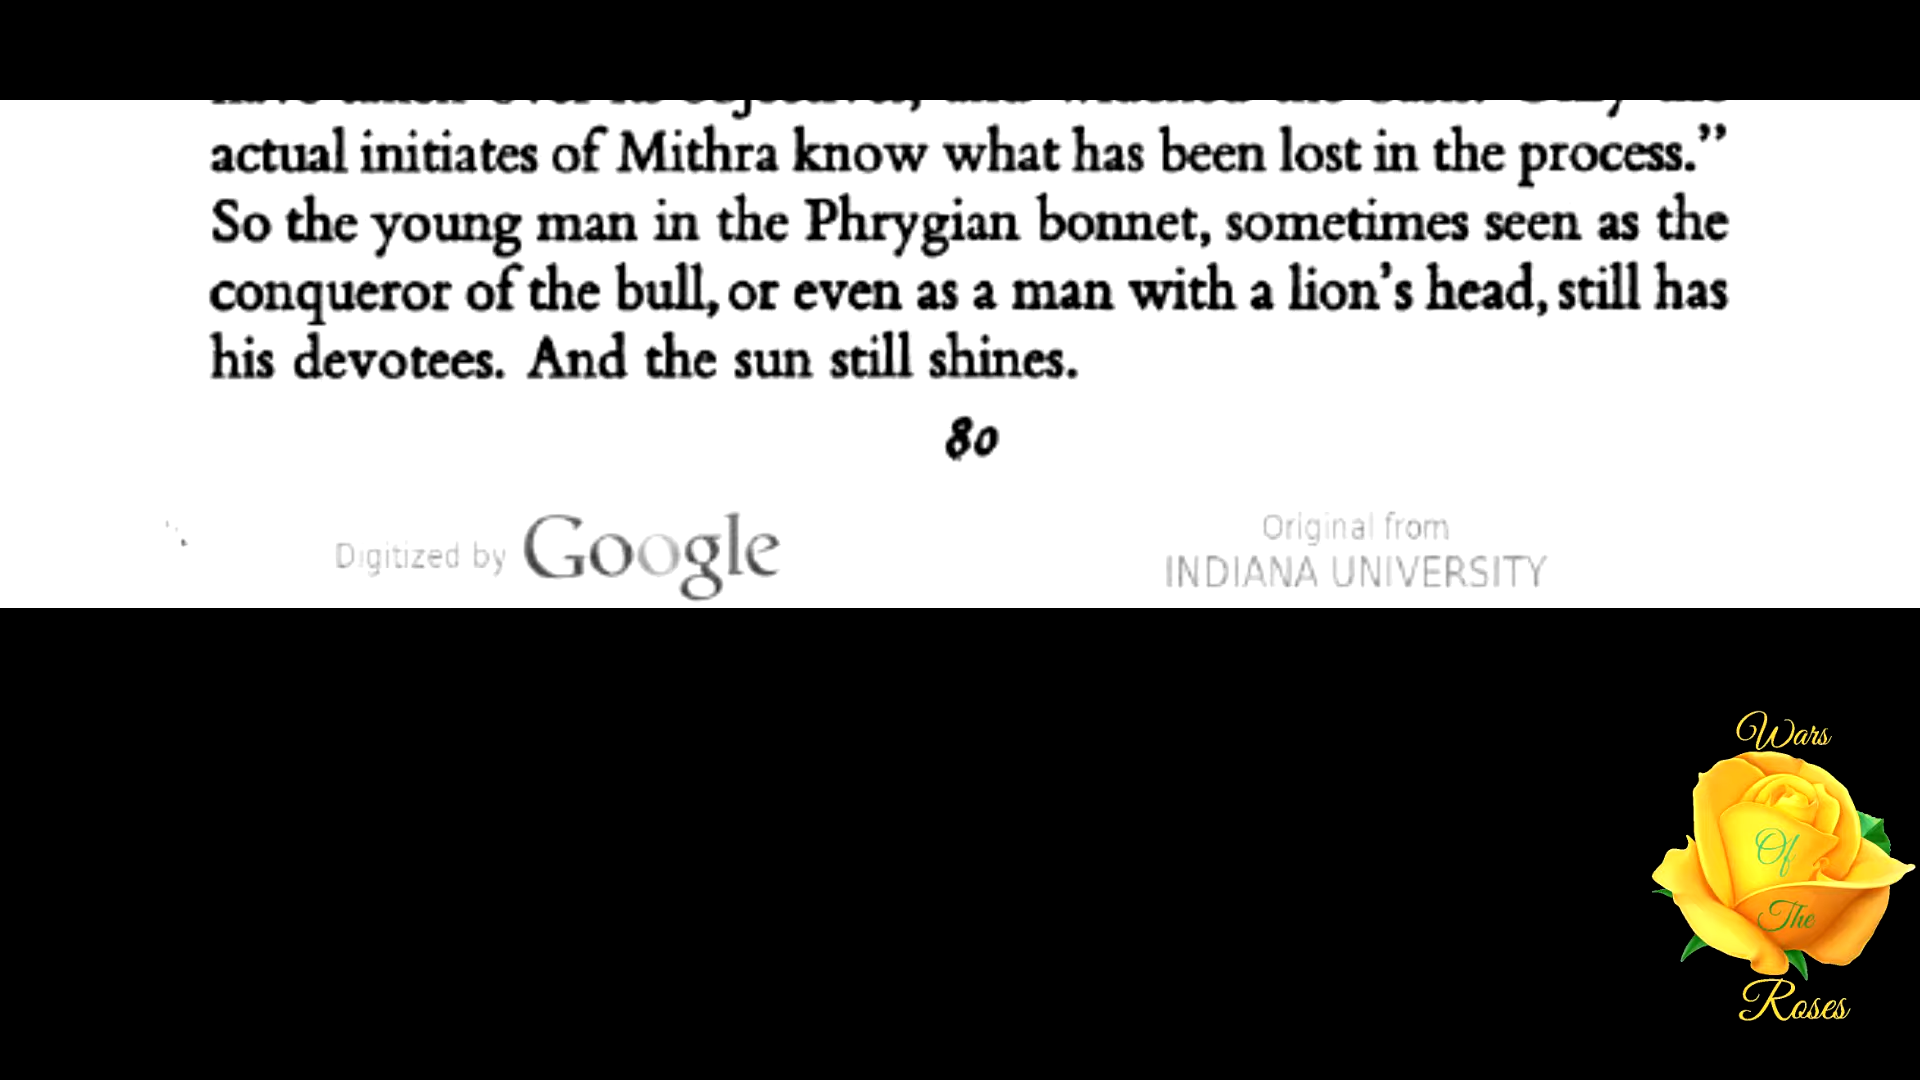 actual initiates of Mithra know what has been lost in the process.”
So the young man in the Phrygian bonnet, sometimes seen as the
conqueror of the bull, or even as a man with a lion’s head, still has
his devotees. And the sun still shines.
80
Digitized by Google
Original from
INDIANA UNIVERSITY
Wars
Of
The
Roses